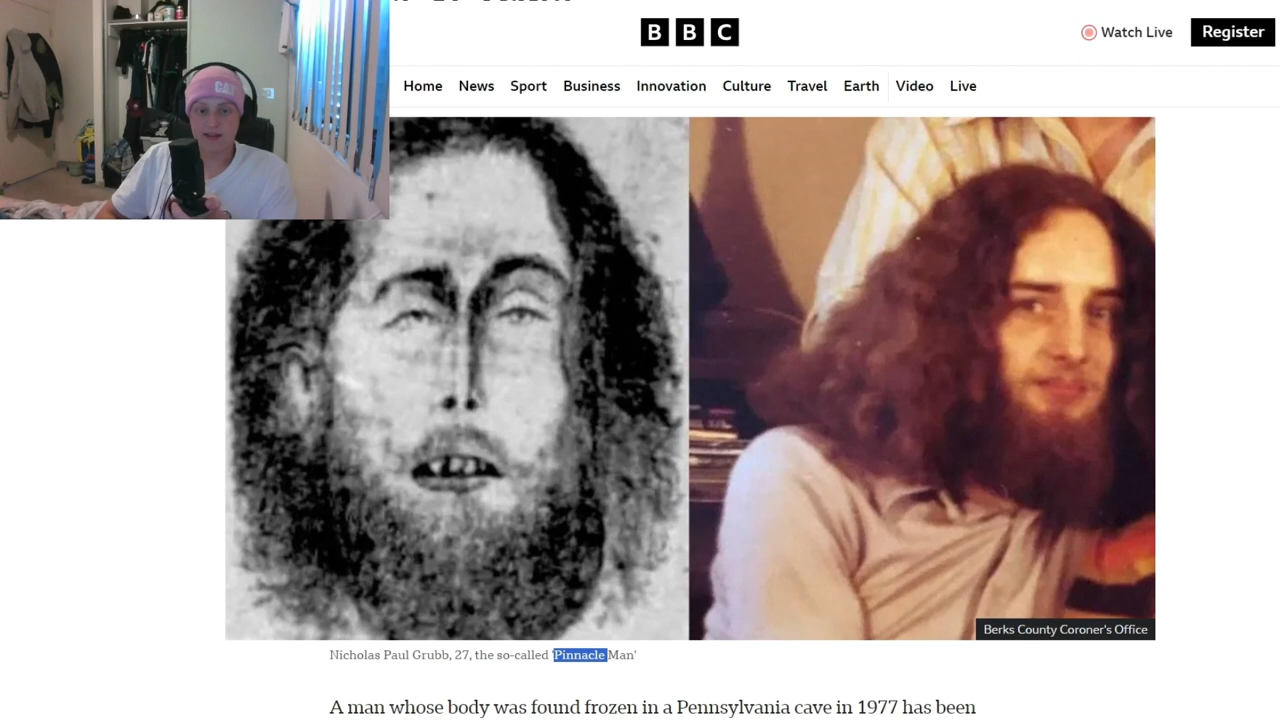 BBC
Watch Live
Register
Home News Sport Business Innovation Culture Travel Earth Video Live
CAT
Berks County Coroner's Office
Nicholas Paul Grubb, 27, the so-called 'Pinnacle Man'
A man whose body was found frozen in a Pennsylvania cave in 1977 has been